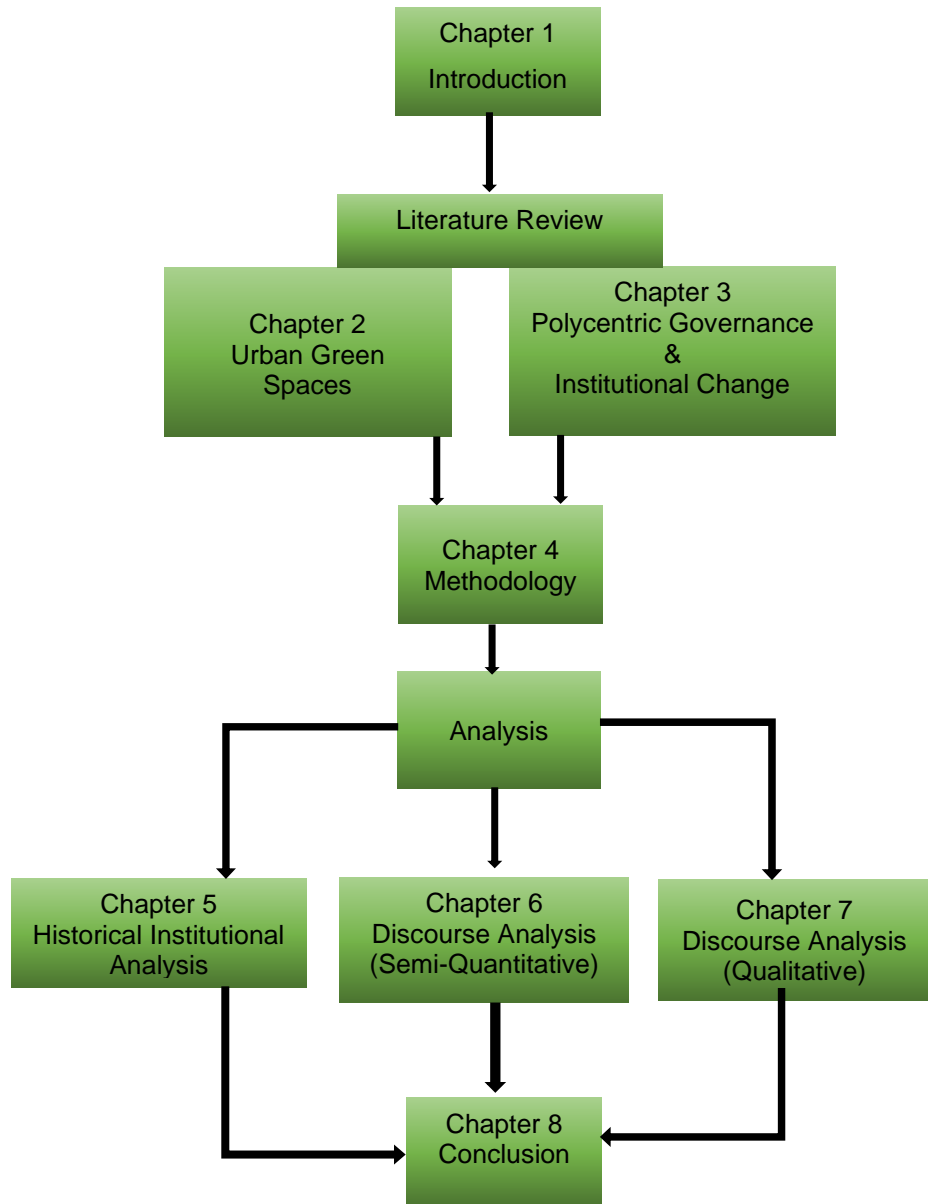 Chapter 1
Introduction
Literature Review
Chapter 2
Urban Green
Spaces
Chapter 3
Polycentric Governance
&
Institutional Change
Chapter 4
Methodology
Analysis
Chapter 5
Historical Institutional
Analysis
Chapter 6
Discourse Analysis
(Semi-Quantitative)
Chapter 7
Discourse Analysis
(Qualitative)
Chapter 8
Conclusion